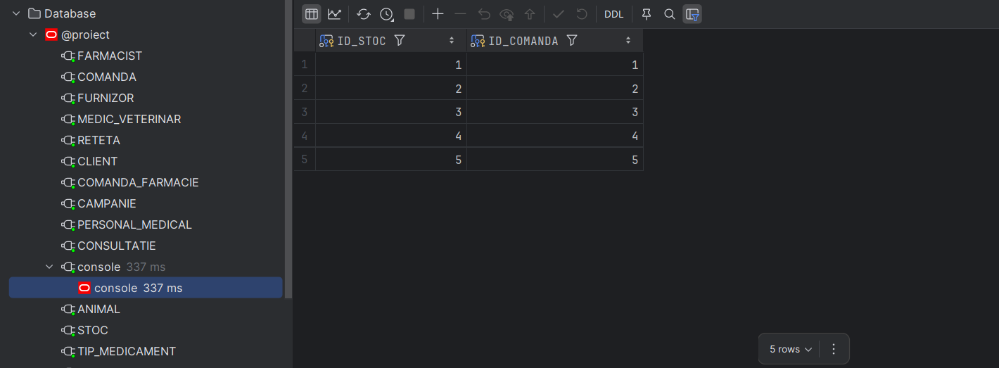 Database
@proiect
FARMACIST
COMANDA
FURNIZOR
MEDIC_VETERINAR
RETETA
CLIENT
COMANDA_FARMACIE
CAMPANIE
PERSONAL_MEDICAL
CONSULTATIE
console 337 ms
console 337 ms
ANIMAL
STOC
TIP_MEDICAMENT
DDL
ID_STOC ID_COMANDA
1 1 1
2 2 2
3 3 3
4 4 4
5 5 5
5 rows